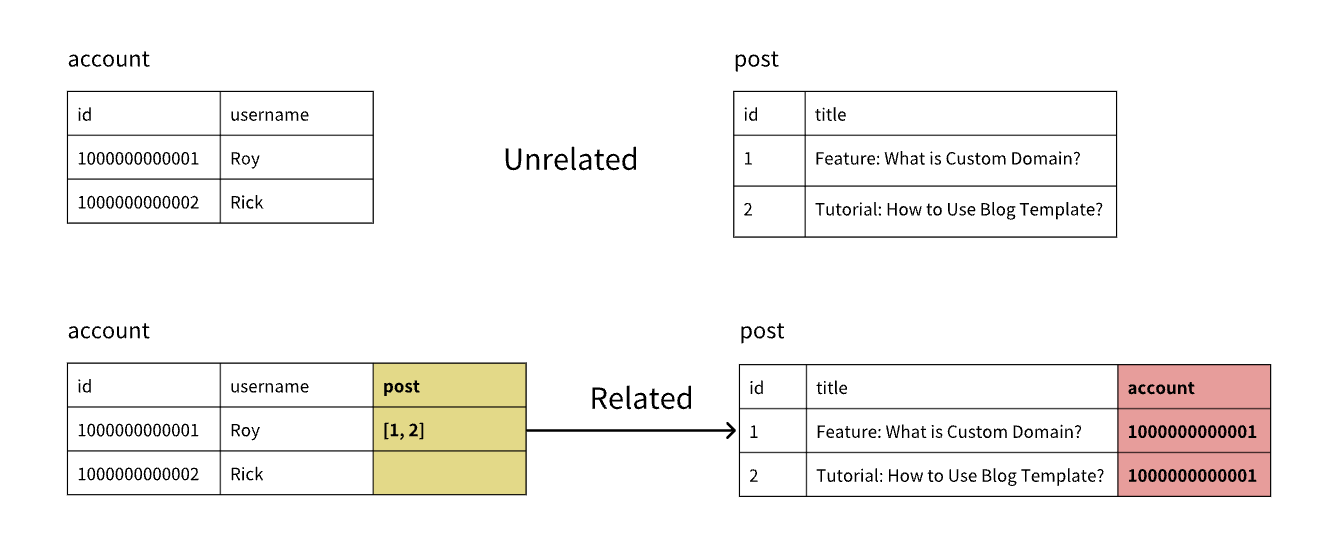 account
id username
1000000000001 Roy
1000000000002 Rick
Unrelated
post
id title
1 Feature: What is Custom Domain?
2 Tutorial: How to Use Blog Template?
account
id username post
1000000000001 Roy [1, 2]
1000000000002 Rick
Related
post
id title account
1 Feature: What is Custom Domain? 1000000000001
2 Tutorial: How to Use Blog Template? 1000000000001